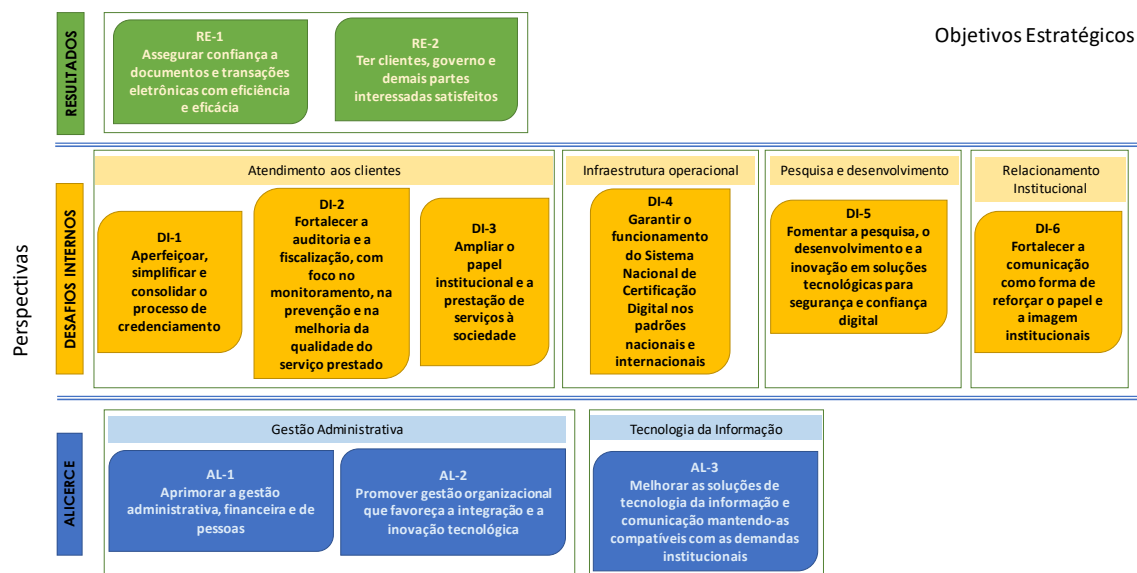 Objetivos Estratégicos
Perspectivas
RESULTADOS
RE-1
Assegurar confiança a
documentos e transações
eletrônicas com eficiência
e eficácia
RE-2
Ter clientes, governo e
demais partes
interessadas satisfeitos
DESAFIOS INTERNOS
Atendimento aos clientes
DI-1
Aperfeiçoar,
simplificar e
consolidar o
processo de
credenciamento
DI-2
Fortalecer a
auditoria e a
fiscalização, com
foco no
monitoramento, na
prevenção e na
melhoria da
qualidade do
serviço prestado
DI-3
Ampliar o
papel
institucional e a
prestação de
serviços à
sociedade
Infraestrutura operacional
DI-4
Garantir o
funcionamento
do Sistema
Nacional de
Certificação
Digital nos
padrões
nacionais e
internacionais
Pesquisa e desenvolvimento
DI-5
Fomentar a pesquisa, o
desenvolvimento e a
inovação em soluções
tecnológicas para
segurança e confiança
digital
Relacionamento
Institucional
DI-6
Fortalecer a
comunicação
como forma de
reforçar o papel e
a imagem
institucionais
ALICERCE
Gestão Administrativa
AL-1
Aprimorar a gestão
administrativa, financeira e de
pessoas
AL-2
Promover gestão organizacional
que favoreça a integração e a
inovação tecnológica
Tecnologia da Informação
AL-3
Melhorar as soluções de
tecnologia da informação e
comunicação mantendo-as
compatíveis com as demandas
institucionais